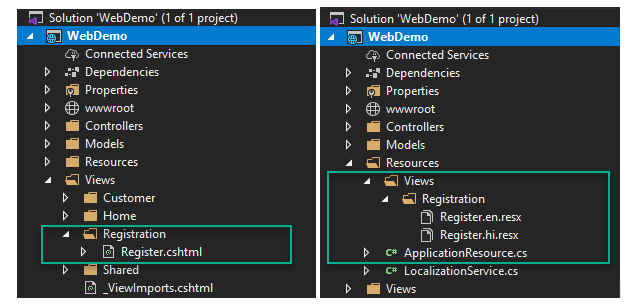 Solution 'WebDemo' (1 of 1 project)
WebDemo
Connected Services
Dependencies
Properties
wwwroot
Controllers
Models
Resources
Views
Customer
Home
Registration
Register.cshtml
Shared
_ViewImports.cshtml
Solution 'WebDemo' (1 of 1 project)
WebDemo
Connected Services
Dependencies
Properties
wwwroot
Controllers
Models
Resources
Views
Registration
Register.en.resx
Register.hi.resx
C# ApplicationResource.cs
C# LocalizationService.cs
Views